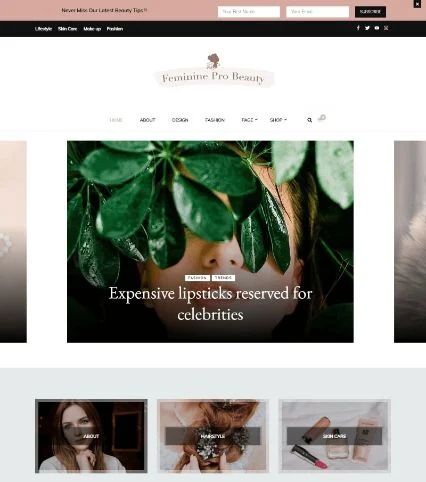 Never Miss Our Latest Beauty Tips !!
Your First Name
Your Email
SUBSCRIBE
Lifestyle Skin Care Make-up Fashion
Feminine Pro Beauty
HOME ABOUT DESIGN FASHION PAGE SHOP
FASHION TRENDS
Expensive lipsticks reserved for
celebrities
ABOUT
HAIRSTYLE
SKIN CARE